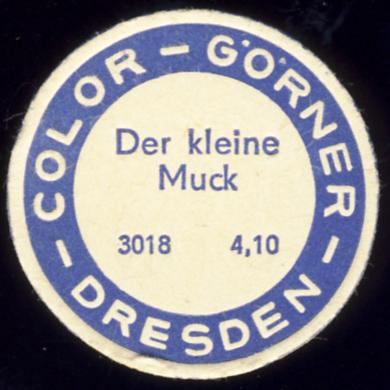 COLOR – GÖRNER – DRESDEN –
Der kleine
Muck
3018 4,10